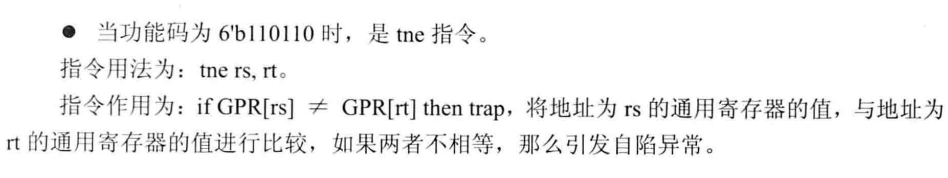 ● 当功能码为 6'b110110 时，是 tne 指令。
指令用法为：tne rs, rt。
指令作用为：if GPR[rs] ≠ GPR[rt] then trap，将地址为 rs 的通用寄存器的值，与地址为
rt 的通用寄存器的值进行比较，如果两者不相等，那么引发自陷异常。